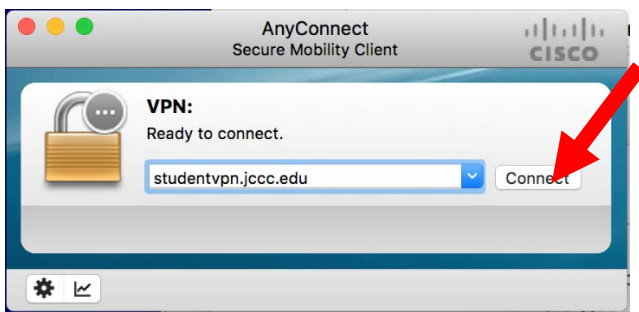 AnyConnect
Secure Mobility Client
CISCO
VPN:
Ready to connect.
studentvpn.jccc.edu
Connect